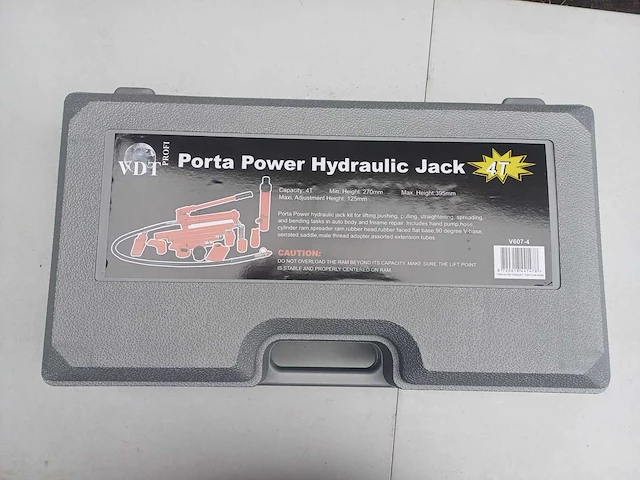 WDT PROFI
Porta Power Hydraulic Jack 4T
Capacity: 4T Min. Height: 270mm Max. Height: 395mm
Maxi. Adjustment Height: 125mm
Porta Power hydraulic jack kit for lifting,pushing, pulling, straightening, spreading,
and bending tasks in auto body and freame repair. Includes hand pump,hose
cylinder ram,spreader ram,rubber head,rubber faced flat base,90 degree V-base,
serrated saddle,male thread adapter,assorted extension tubes.
V607-4
CAUTION:
DO NOT OVERLOAD THE RAM BEYOND ITS CAPACITY. MAKE SURE THE LIFT POINT
IS STABLE AND PROPERLY CENTERED ON RAM.